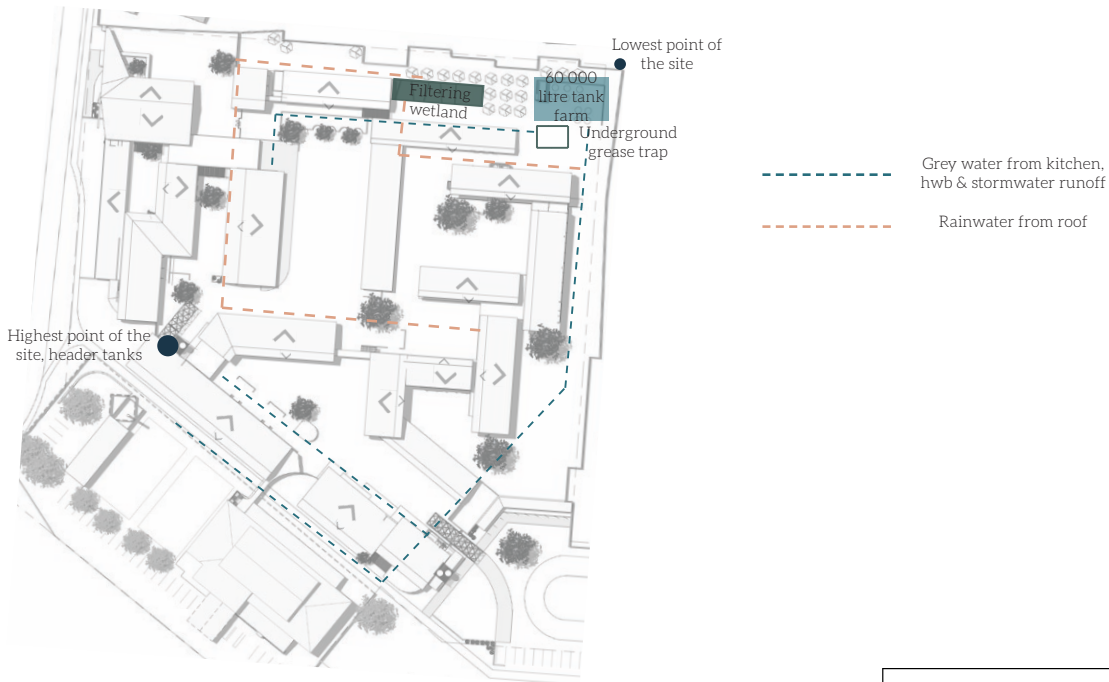 Lowest point of
the site
60 000
litre tank
farm
Filtering
wetland
Underground
grease trap
Grey water from kitchen,
hwb & stormwater runoff
Rainwater from roof
Highest point of the
site, header tanks